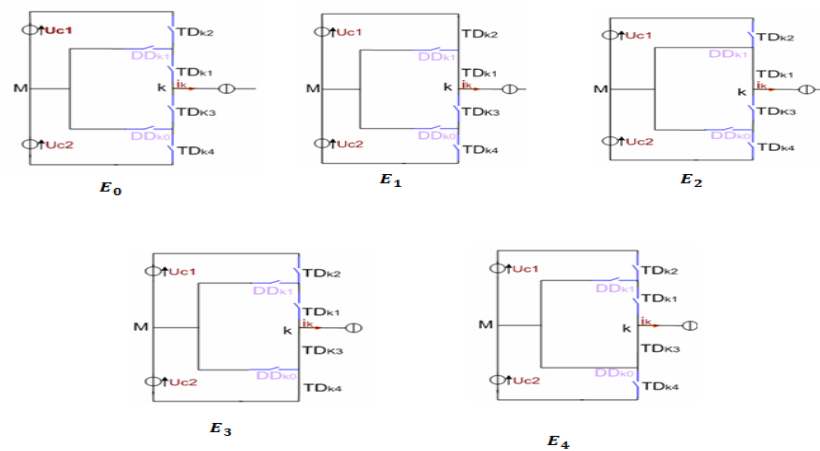 Uc1
TDk2
DDk1
TDk1
M
k
ik
TDK3
DDk0
Uc2
TDk4
E0
Uc1
TDk2
DDk1
TDk1
M
k
ik
TDK3
DDk0
Uc2
TDk4
E1
Uc1
TDk2
DDk1
TDk1
M
k
ik
TDK3
DDk0
Uc2
TDk4
E2
Uc1
TDk2
DDk1
TDk1
M
k
ik
TDK3
DDk0
Uc2
TDk4
E3
Uc1
TDk2
DDk1
TDk1
M
k
ik
TDK3
DDk0
Uc2
TDk4
E4